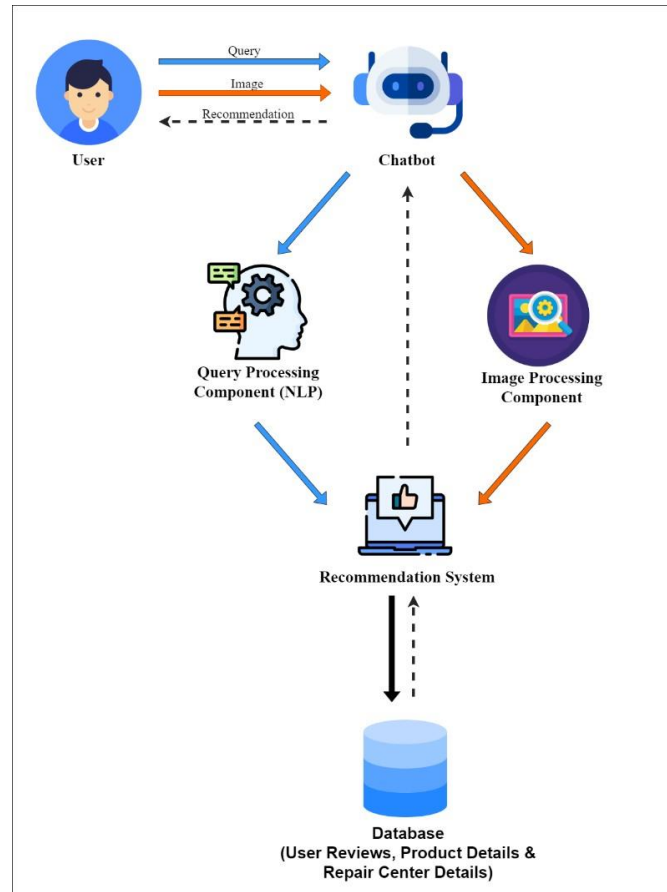 Query
Image
Recommendation
User
Chatbot
Query Processing
Component (NLP)
Image Processing
Component
Recommendation System
Database
(User Reviews, Product Details &
Repair Center Details)